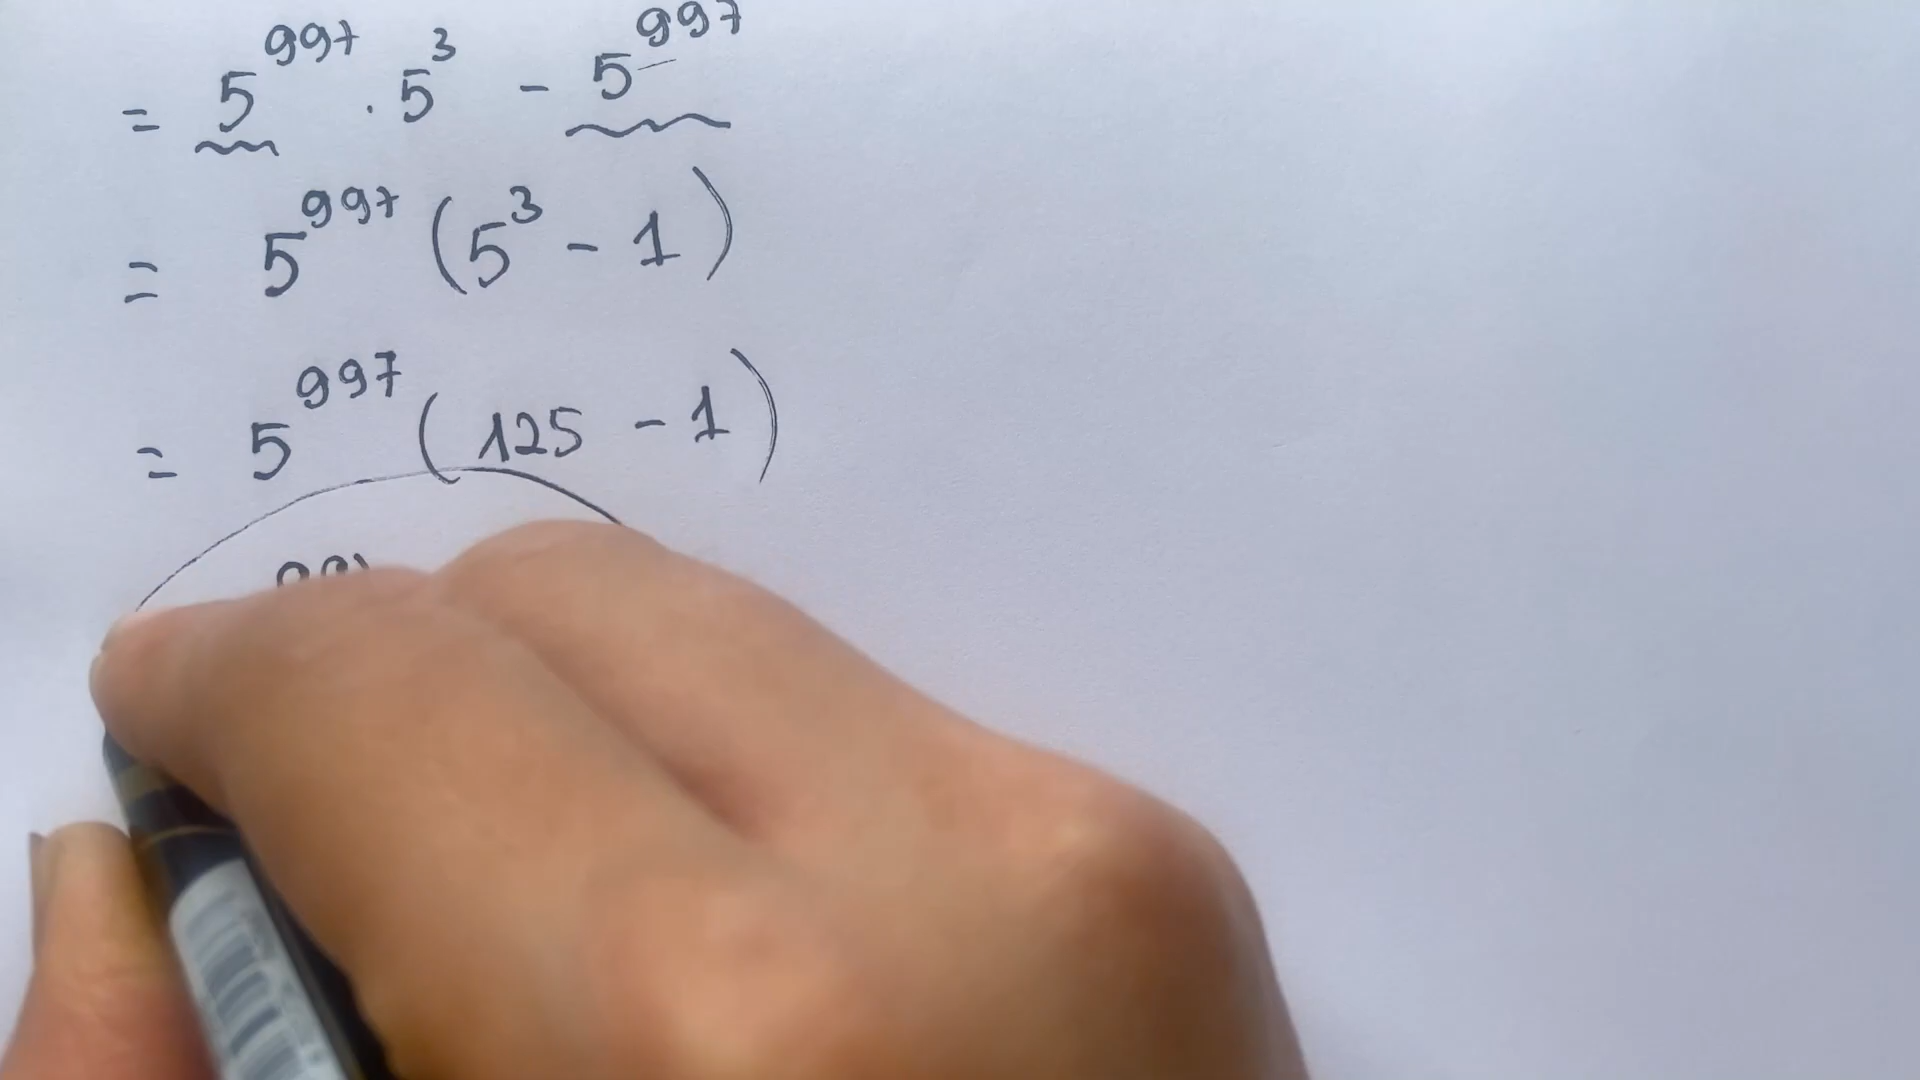 = 5^997 · 5^3 - 5^997
= 5^997 (5^3 - 1)
= 5^997 (125 - 1)